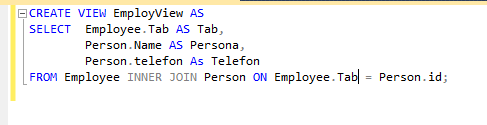 CREATE VIEW EmployView AS
SELECT Employee.Tab AS Tab,
Person.Name AS Persona,
Person.telefon As Telefon
FROM Employee INNER JOIN Person ON Employee.Tab = Person.id;